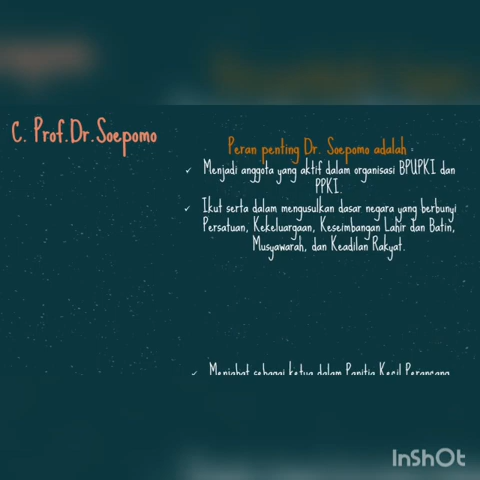 C. Prof.Dr.Soepomo
Peran penting Dr. Soepomo adalah :
✓ Menjadi anggota yang aktif dalam organisasi BPUPKI dan
PPKI.
✓ Ikut serta dalam mengusulkan dasar negara yang berbunyi
Persatuan, Kekeluargaan, Keseimbangan Lahir dan Batin,
Musyawarah, dan Keadilan Rakyat.
✓ Menjabat sebagai ketua dalam Panitia Kecil Perancang
InShOt